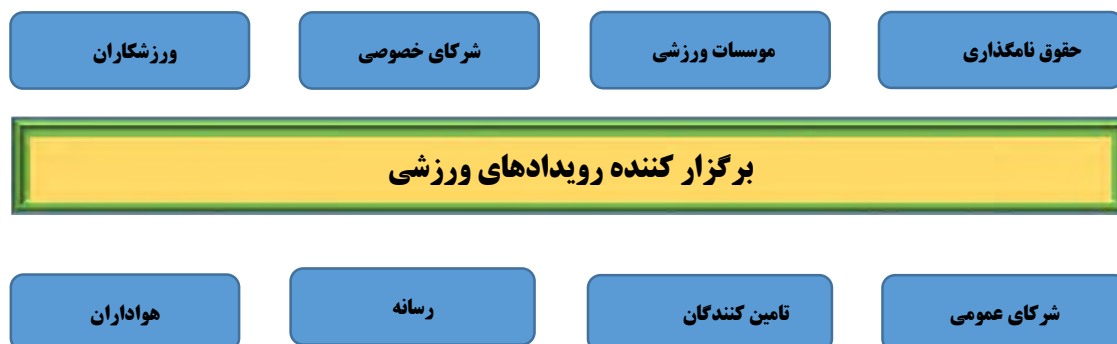 حقوق نامگذاری
موسسات ورزشی
شرکای خصوصی
ورزشکاران
برگزار کننده رویدادهای ورزشی
شرکای عمومی
تامین کنندگان
رسانه
هواداران